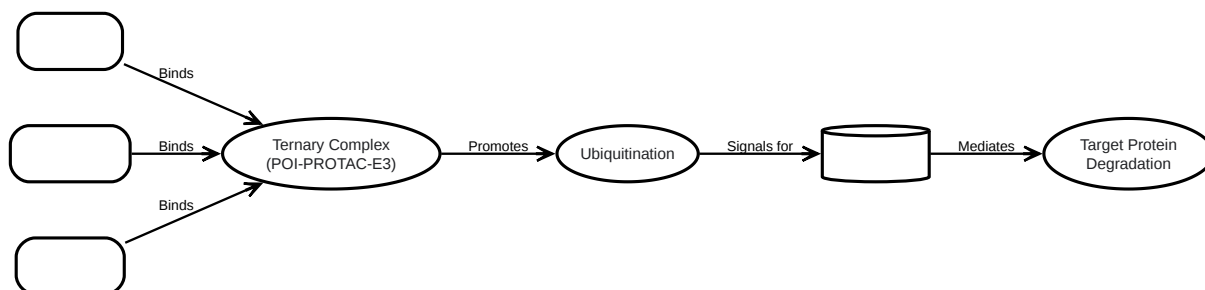 Binds
Binds
Ternary Complex
(POI-PROTAC-E3)
Promotes
Ubiquitination
Signals for
Mediates
Target Protein
Degradation
Binds